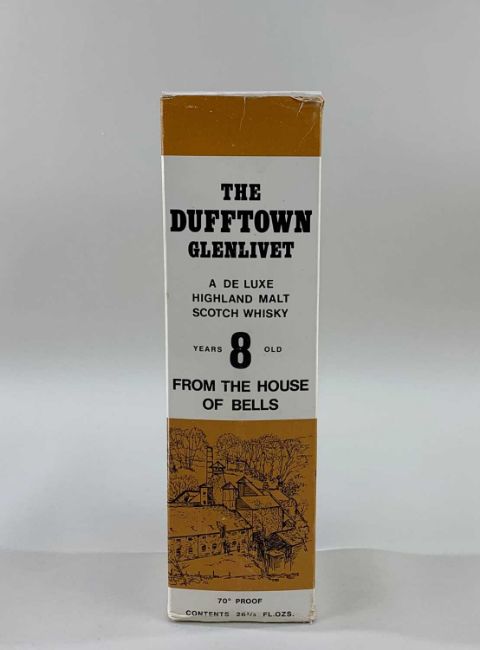 THE
DUFFTOWN
GLENLIVET
A DE LUXE
HIGHLAND MALT
SCOTCH WHISKY
YEARS 8 OLD
FROM THE HOUSE
OF BELLS
70° PROOF
CONTENTS 26⅔ FL.OZS.